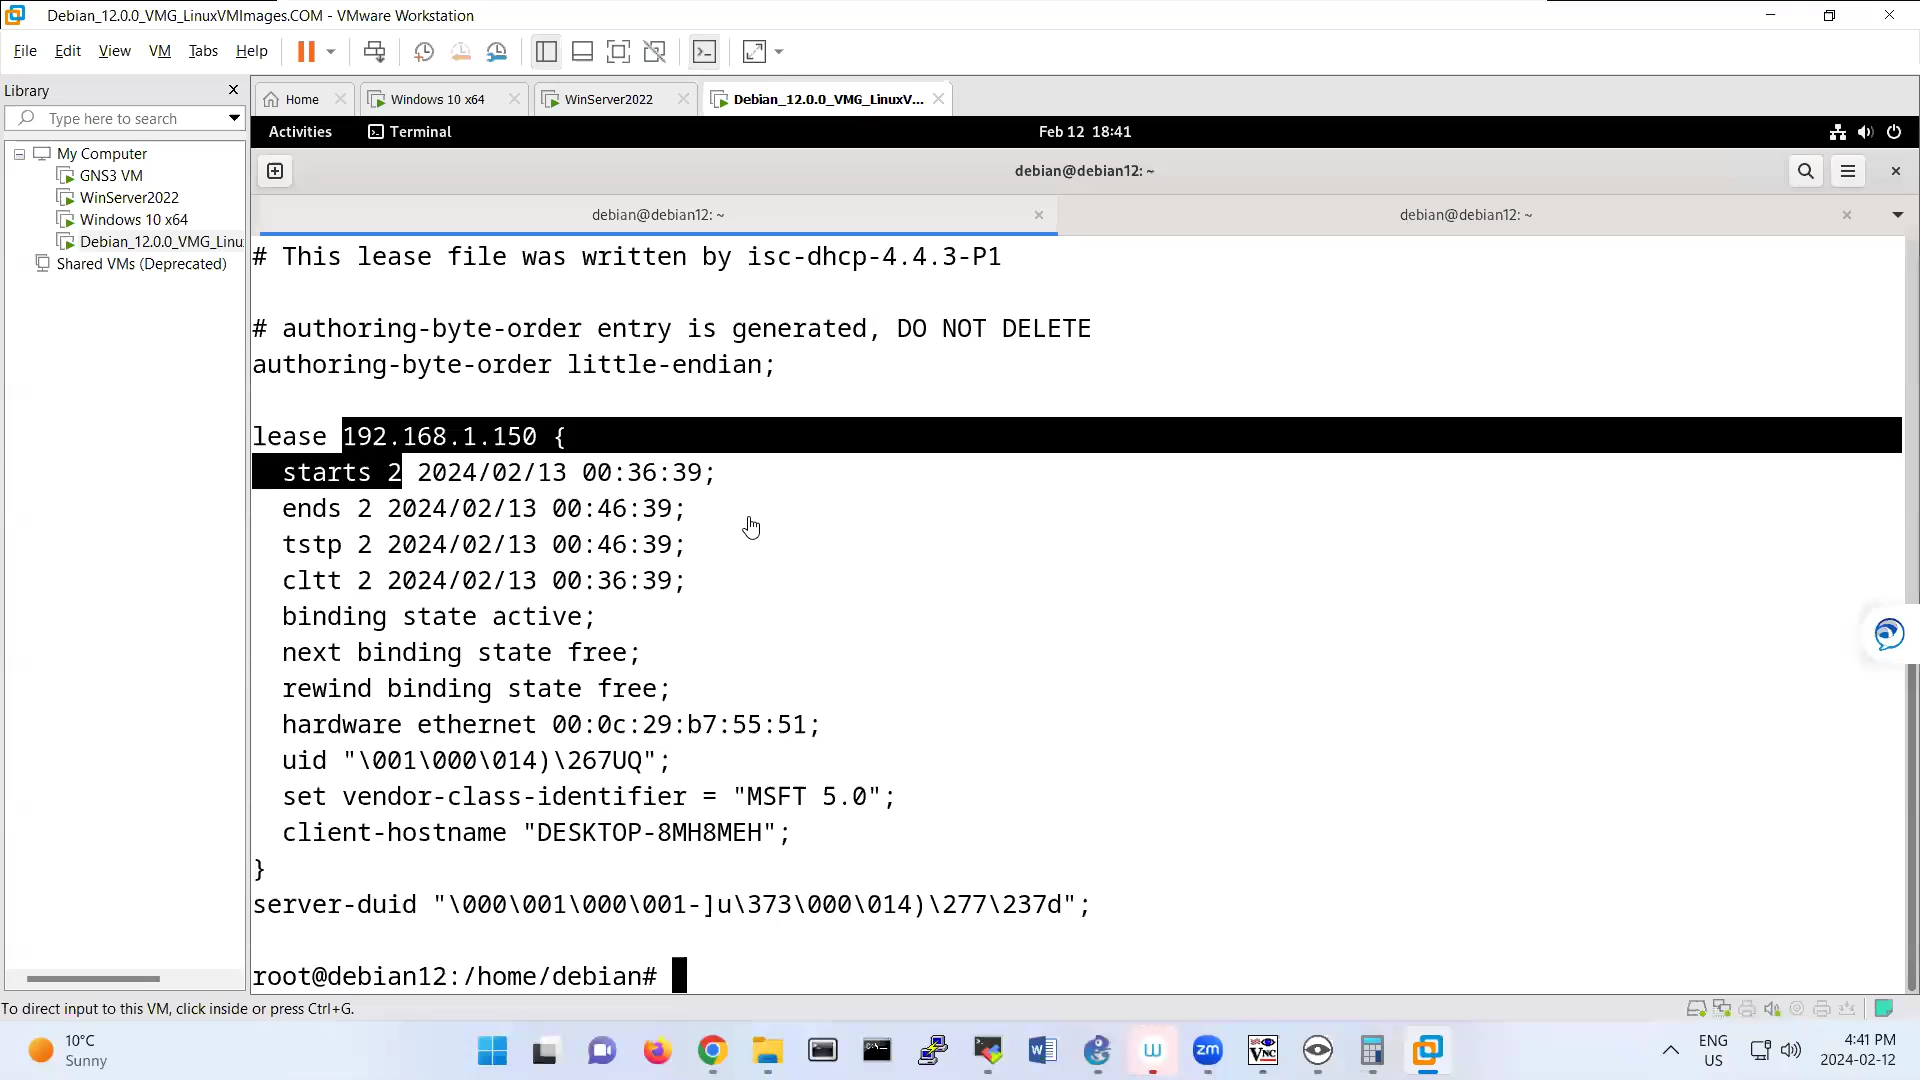 Debian_12.0.0_VMG_LinuxVMImages.COM - VMware Workstation
File Edit View VM Tabs Help
Library
Type here to search
My Computer
GNS3 VM
WinServer2022
Windows 10 x64
Debian_12.0.0_VMG_Linu
Shared VMs (Deprecated)
Home Windows 10 x64 WinServer2022 Debian_12.0.0_VMG_LinuxV...
Activities Terminal Feb 12 18:41
debian@debian12: ~
debian@debian12: ~ debian@debian12: ~
# This lease file was written by isc-dhcp-4.4.3-P1
# authoring-byte-order entry is generated, DO NOT DELETE
authoring-byte-order little-endian;
lease 192.168.1.150 {
starts 2 2024/02/13 00:36:39;
ends 2 2024/02/13 00:46:39;
tstp 2 2024/02/13 00:46:39;
cltt 2 2024/02/13 00:36:39;
binding state active;
next binding state free;
rewind binding state free;
hardware ethernet 00:0c:29:b7:55:51;
uid "\001\000\014)\267UQ";
set vendor-class-identifier = "MSFT 5.0";
client-hostname "DESKTOP-8MH8MEH";
}
server-duid "\000\001\000\001-]u\373\000\014)\277\237d";
root@debian12:/home/debian#
To direct input to this VM, click inside or press Ctrl+G.
10°C
Sunny
zm
VNC
ENG
US
4:41 PM
2024-02-12